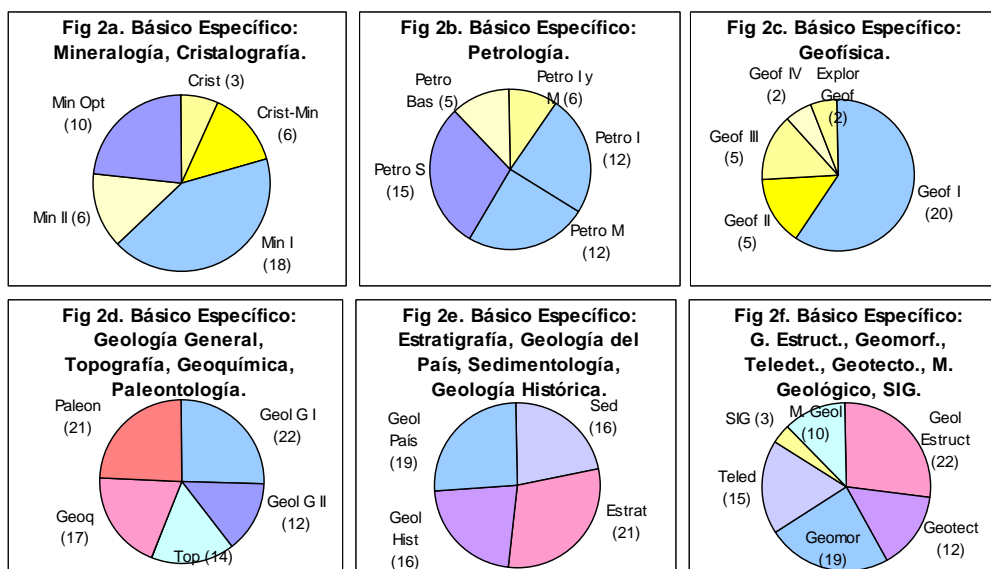 Fig 2a. Básico Específico:
Mineralogía, Cristalografía.
Crist (3)
Crist-Min
(6)
Min I
(18)
Min II (6)
Min Opt
(10)
Fig 2b. Básico Específico:
Petrología.
Petro I y
M (6)
Petro I
(12)
Petro M
(12)
Petro S
(15)
Petro
Bas (5)
Fig 2c. Básico Específico:
Geofísica.
Geof I
(20)
Geof II
(5)
Geof III
(5)
Geof IV
(2)
Explor
Geof
(2)
Fig 2d. Básico Específico:
Geología General,
Topografía, Geoquímica,
Paleontología.
Geol G I
(22)
Geol G II
(12)
Top (14)
Geoq
(17)
Paleon
(21)
Fig 2e. Básico Específico:
Estratigrafía, Geología del
País, Sedimentología,
Geología Histórica.
Sed
(16)
Estrat
(21)
Geol
Hist
(16)
Geol
País
(19)
Fig 2f. Básico Específico:
G. Estruct., Geomorf.,
Teledet., Geotecto., M.
Geológico, SIG.
Geol
Estruct
(22)
Geotect
(12)
Geomor
(19)
Teled
(15)
SIG (3)
M. Geol
(10)